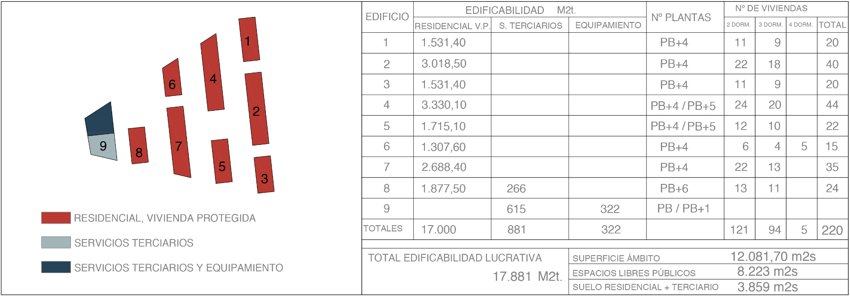 1
2
3
4
5
6
7
8
9
RESIDENCIAL, VIVIENDA PROTEGIDA
SERVICIOS TERCIARIOS
SERVICIOS TERCIARIOS Y EQUIPAMIENTO
EDIFICIO EDIFICABILIDAD M2t. Nº PLANTAS Nº DE VIVIENDAS
RESIDENCIAL V.P. S. TERCIARIOS EQUIPAMIENTO 2 DORM. 3 DORM. 4 DORM. TOTAL
1 1.531,40 PB+4 11 9 20
2 3.018,50 PB+4 22 18 40
3 1.531,40 PB+4 11 9 20
4 3.330,10 PB+4 / PB+5 24 20 44
5 1.715,10 PB+4 / PB+5 12 10 22
6 1.307,60 PB+4 6 4 5 15
7 2.688,40 PB+4 22 13 35
8 1.877,50 266 PB+6 13 11 24
9 615 322 PB / PB+1
TOTALES 17.000 881 322 121 94 5 220
TOTAL EDIFICABILIDAD LUCRATIVA
17.881 M2t.
SUPERFICIE ÁMBITO 12.081,70 m2s
ESPACIOS LIBRES PÚBLICOS 8.223 m2s
SUELO RESIDENCIAL + TERCIARIO 3.859 m2s